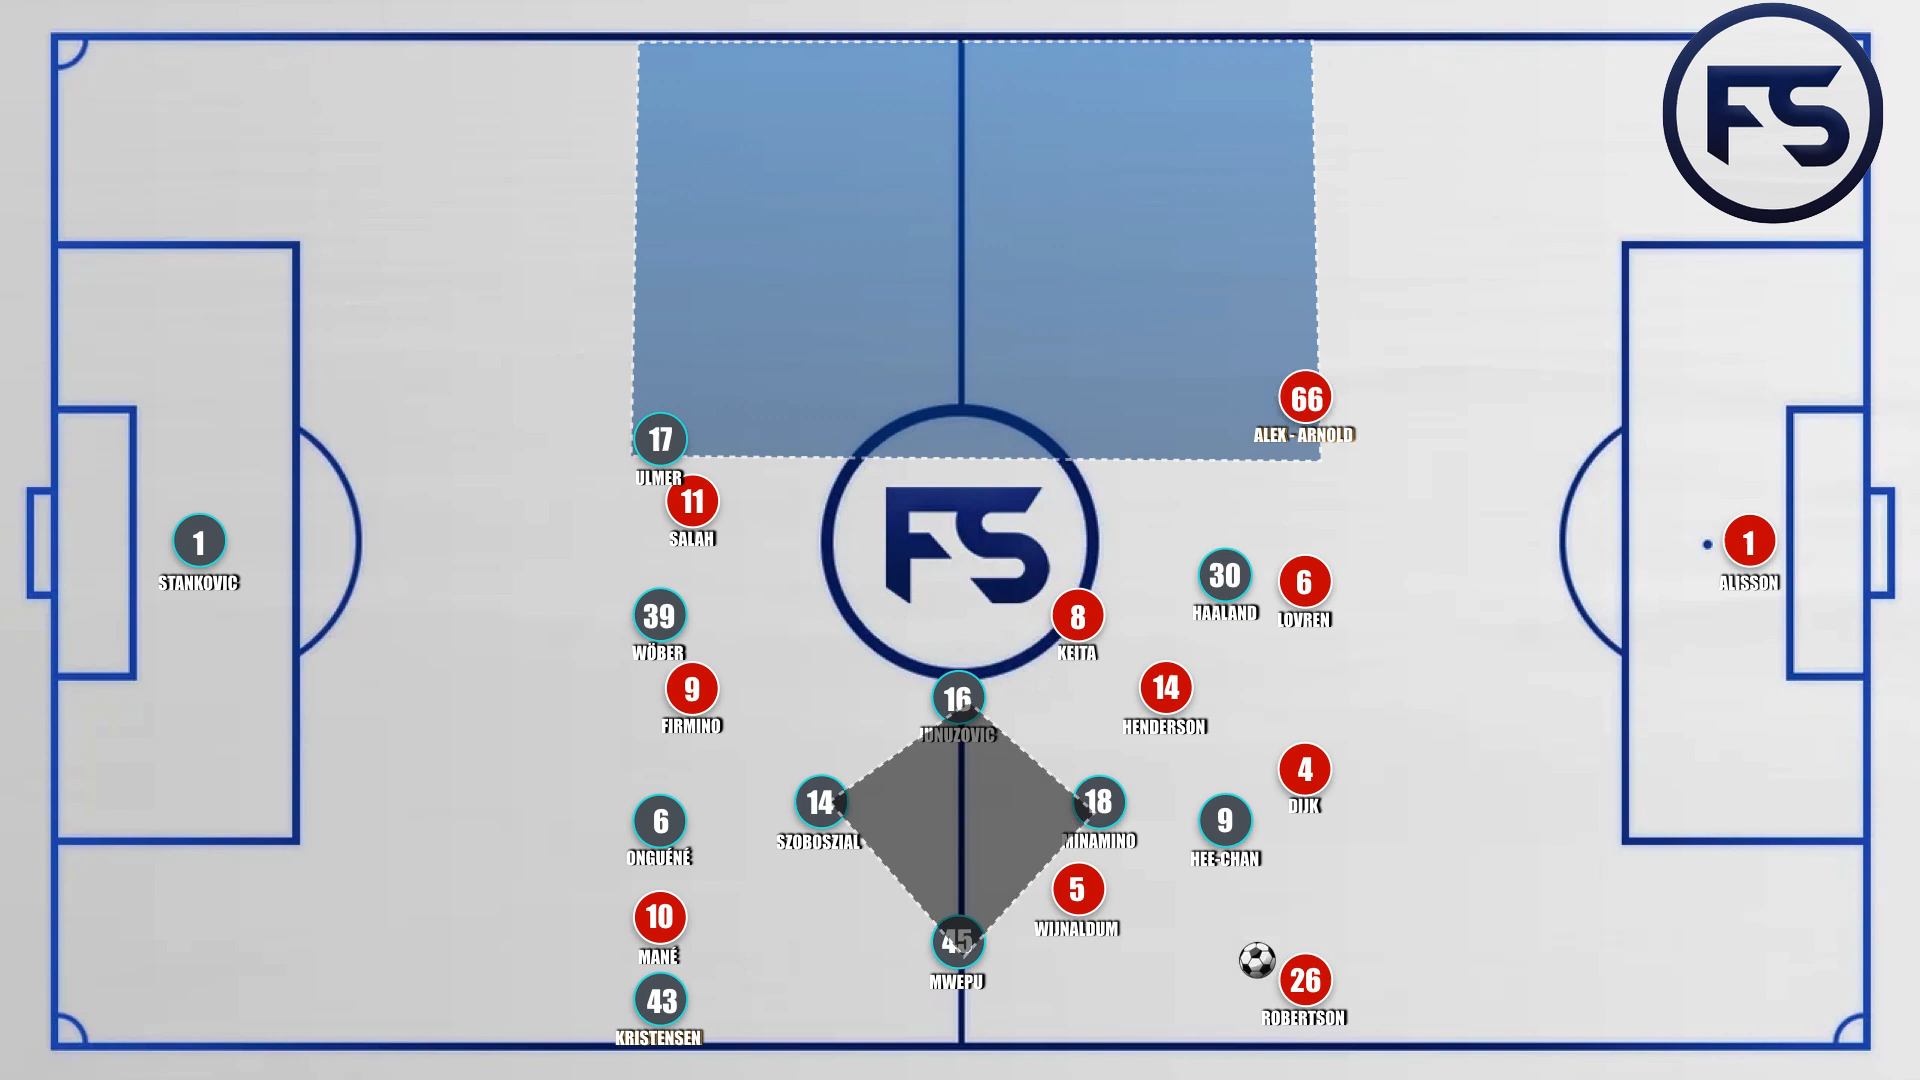 FS
66
ALEX - ARNOLD
17
ULMER
11
SALAH
FS
1
STANKOVIC
1
ALISSON
30
HAALAND
6
LOVREN
39
WÖBER
8
KEITA
9
FIRMINO
16
JUNUZOVIC
14
HENDERSON
4
DIJK
14
SZOBOSZIAL
18
MINAMINO
9
HEE-CHAN
6
ONGUÉNÉ
5
WIJNALDUM
10
MANÉ
45
MWEPU
26
ROBERTSON
43
KRISTENSEN